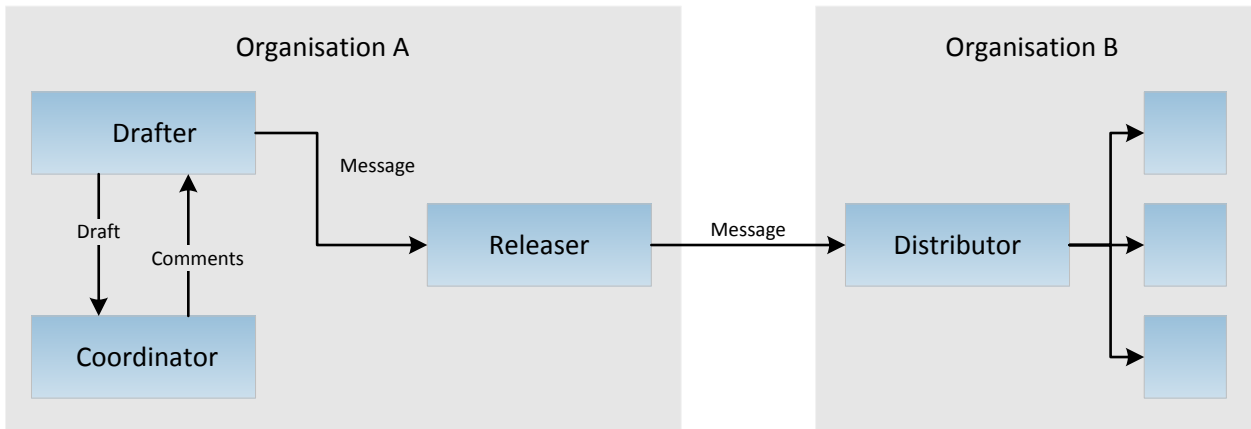 Organisation A
Organisation B
Drafter
Message
Draft
Comments
Releaser
Message
Distributor
Coordinator